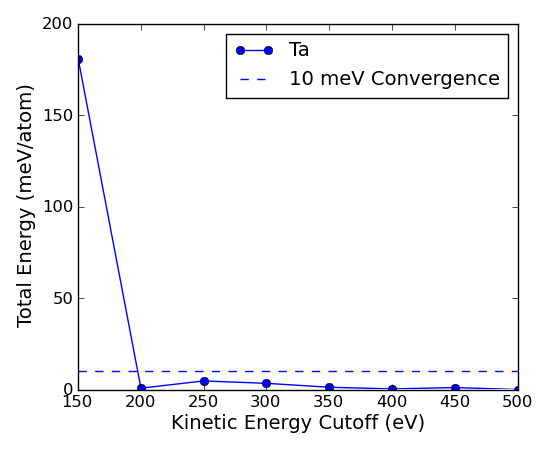 200
150
100
50
0
Total Energy (meV/atom)
Ta
10 meV Convergence
150 200 250 300 350 400 450 500
Kinetic Energy Cutoff (eV)